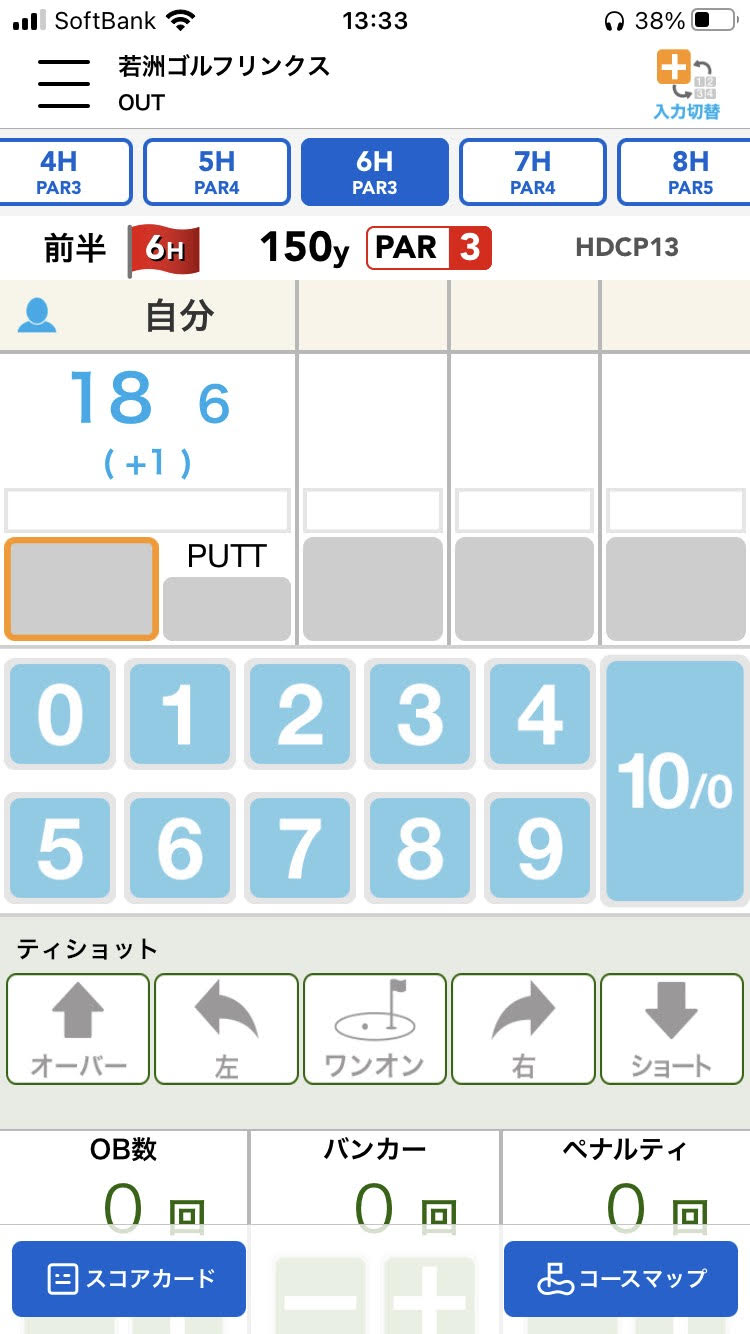 SoftBank 13:33 38%
若洲ゴルフリンクス
OUT
入力切替
4H 5H 6H 7H 8H
PAR3 PAR4 PAR3 PAR4 PAR5
前半 6H 150y PAR 3 HDCP13
自分
18 6
( +1 )
PUTT
0 1 2 3 4
10/0
5 6 7 8 9
ティショット
オーバー 左 ワンオン 右 ショート
OB数 バンカー ペナルティ
0 回 0 回 0 回
スコアカード コースマップ